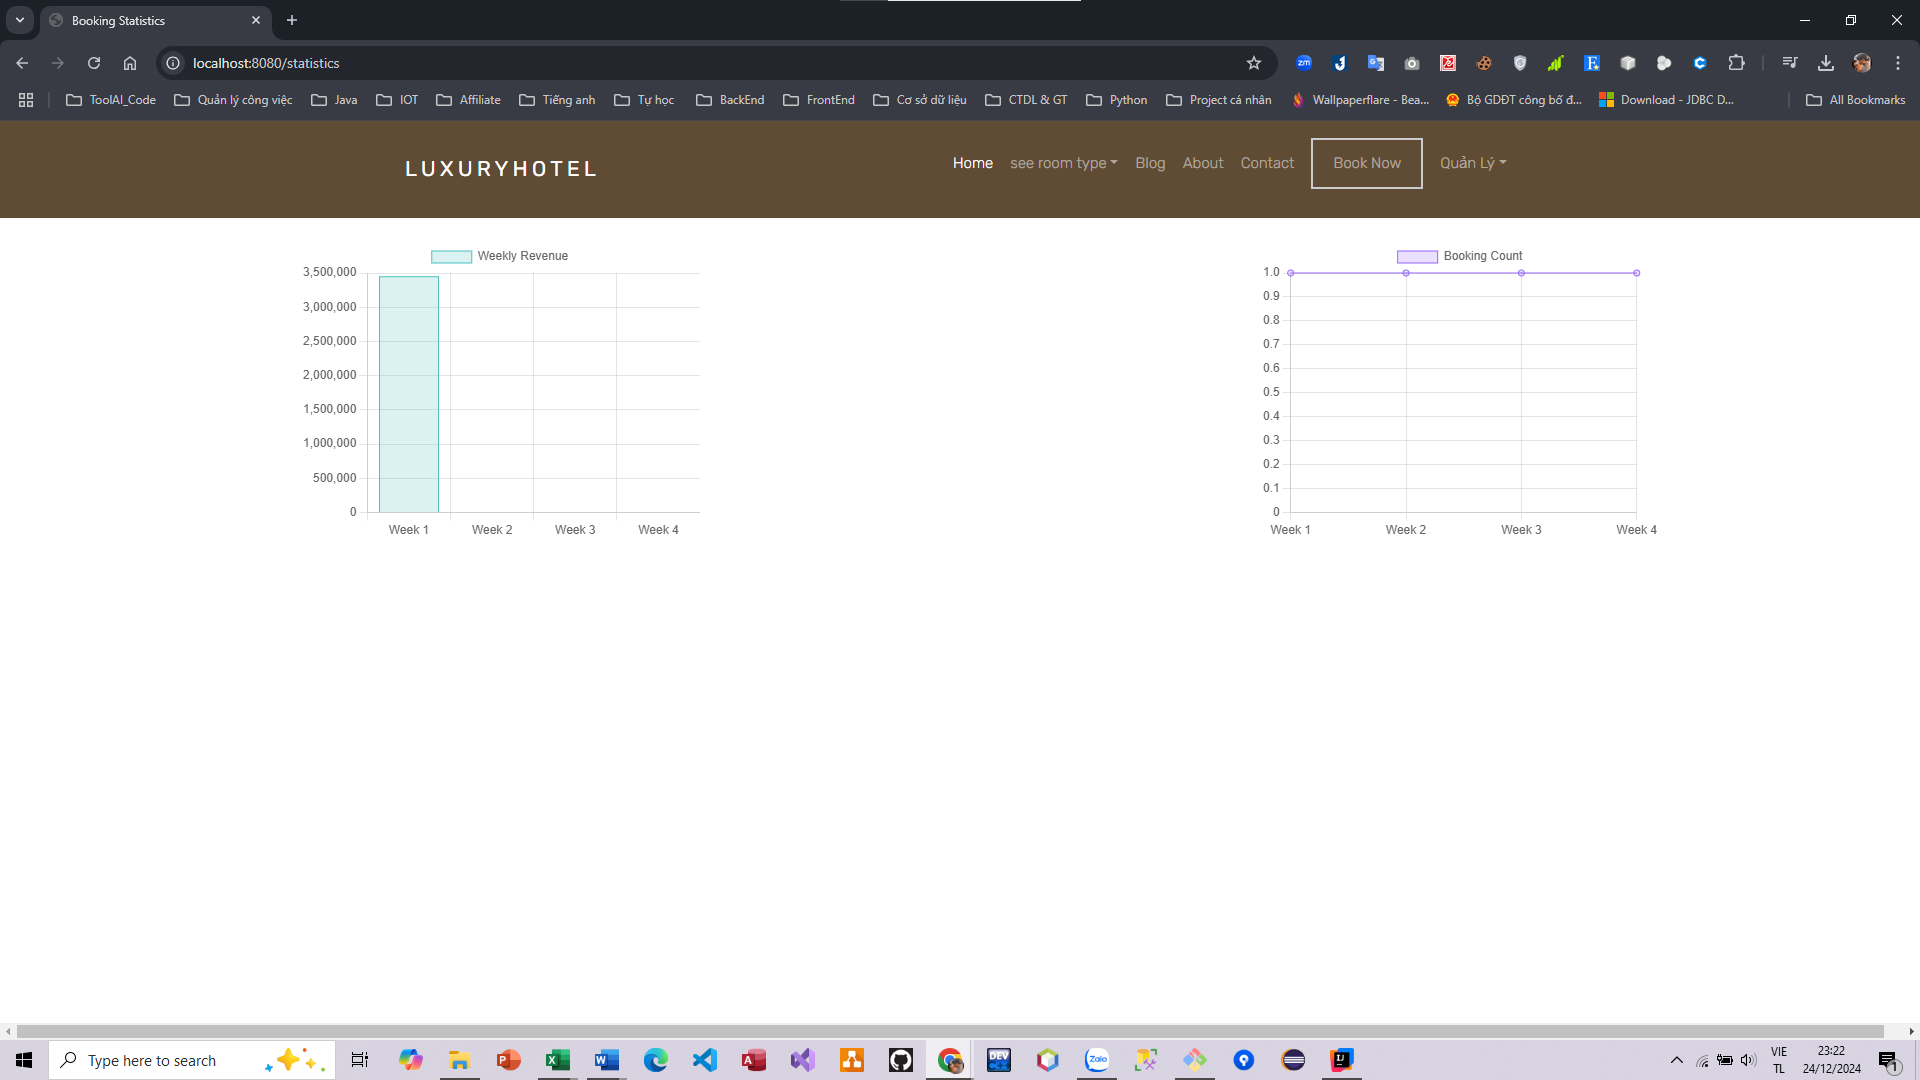 Booking Statistics
localhost:8080/statistics
ToolAI_Code
Quản lý công việc
Java
IOT
Affiliate
Tiếng anh
Tự học
BackEnd
FrontEnd
Cơ sở dữ liệu
CTDL & GT
Python
Project cá nhân
Wallpaperflare - Bea...
Bộ GDĐT công bố đ...
Download - JDBC D...
All Bookmarks
LUXURYHOTEL
Home
see room type
Blog
About
Contact
Book Now
Quản Lý
Weekly Revenue
3,500,000
3,000,000
2,500,000
2,000,000
1,500,000
1,000,000
500,000
0
Week 1
Week 2
Week 3
Week 4
Booking Count
1.0
0.9
0.8
0.7
0.6
0.5
0.4
0.3
0.2
0.1
0
Week 1
Week 2
Week 3
Week 4
Type here to search
VIE
TL
23:22
24/12/2024
1